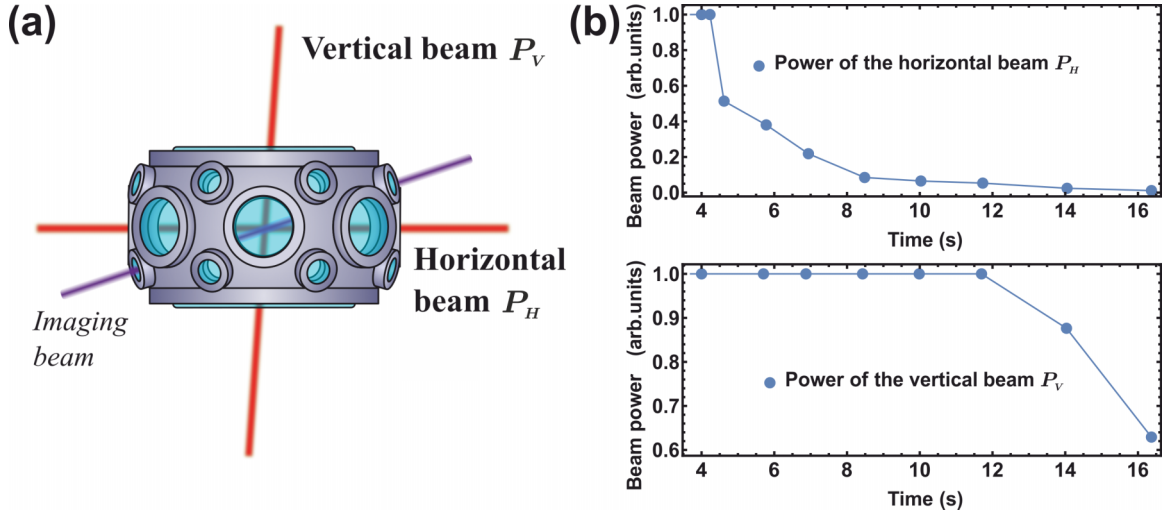 (a)
Vertical beam P_V
Horizontal
beam P_H
Imaging
beam
(b)
Beam power (arb.units)
1.0
0.8
0.6
0.4
0.2
0.0
Power of the horizontal beam P_H
4 6 8 10 12 14 16
Time (s)
Beam power (arb.units)
1.0
0.9
0.8
0.7
0.6
Power of the vertical beam P_V
4 6 8 10 12 14 16
Time (s)